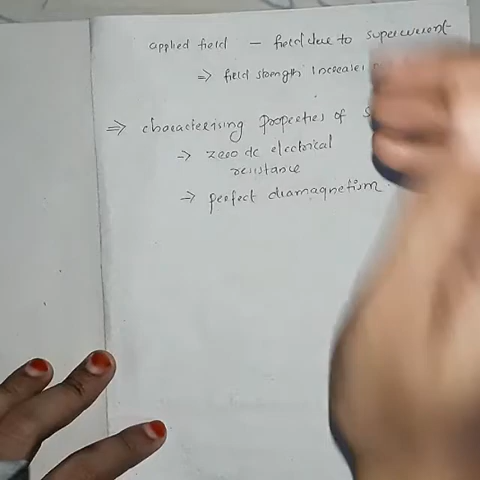 applied field – field due to supercurrent
⇒ field strength increases
⇒ characterising properties of
→ zero dc electrical
resistance
→ perfect diamagnetism.